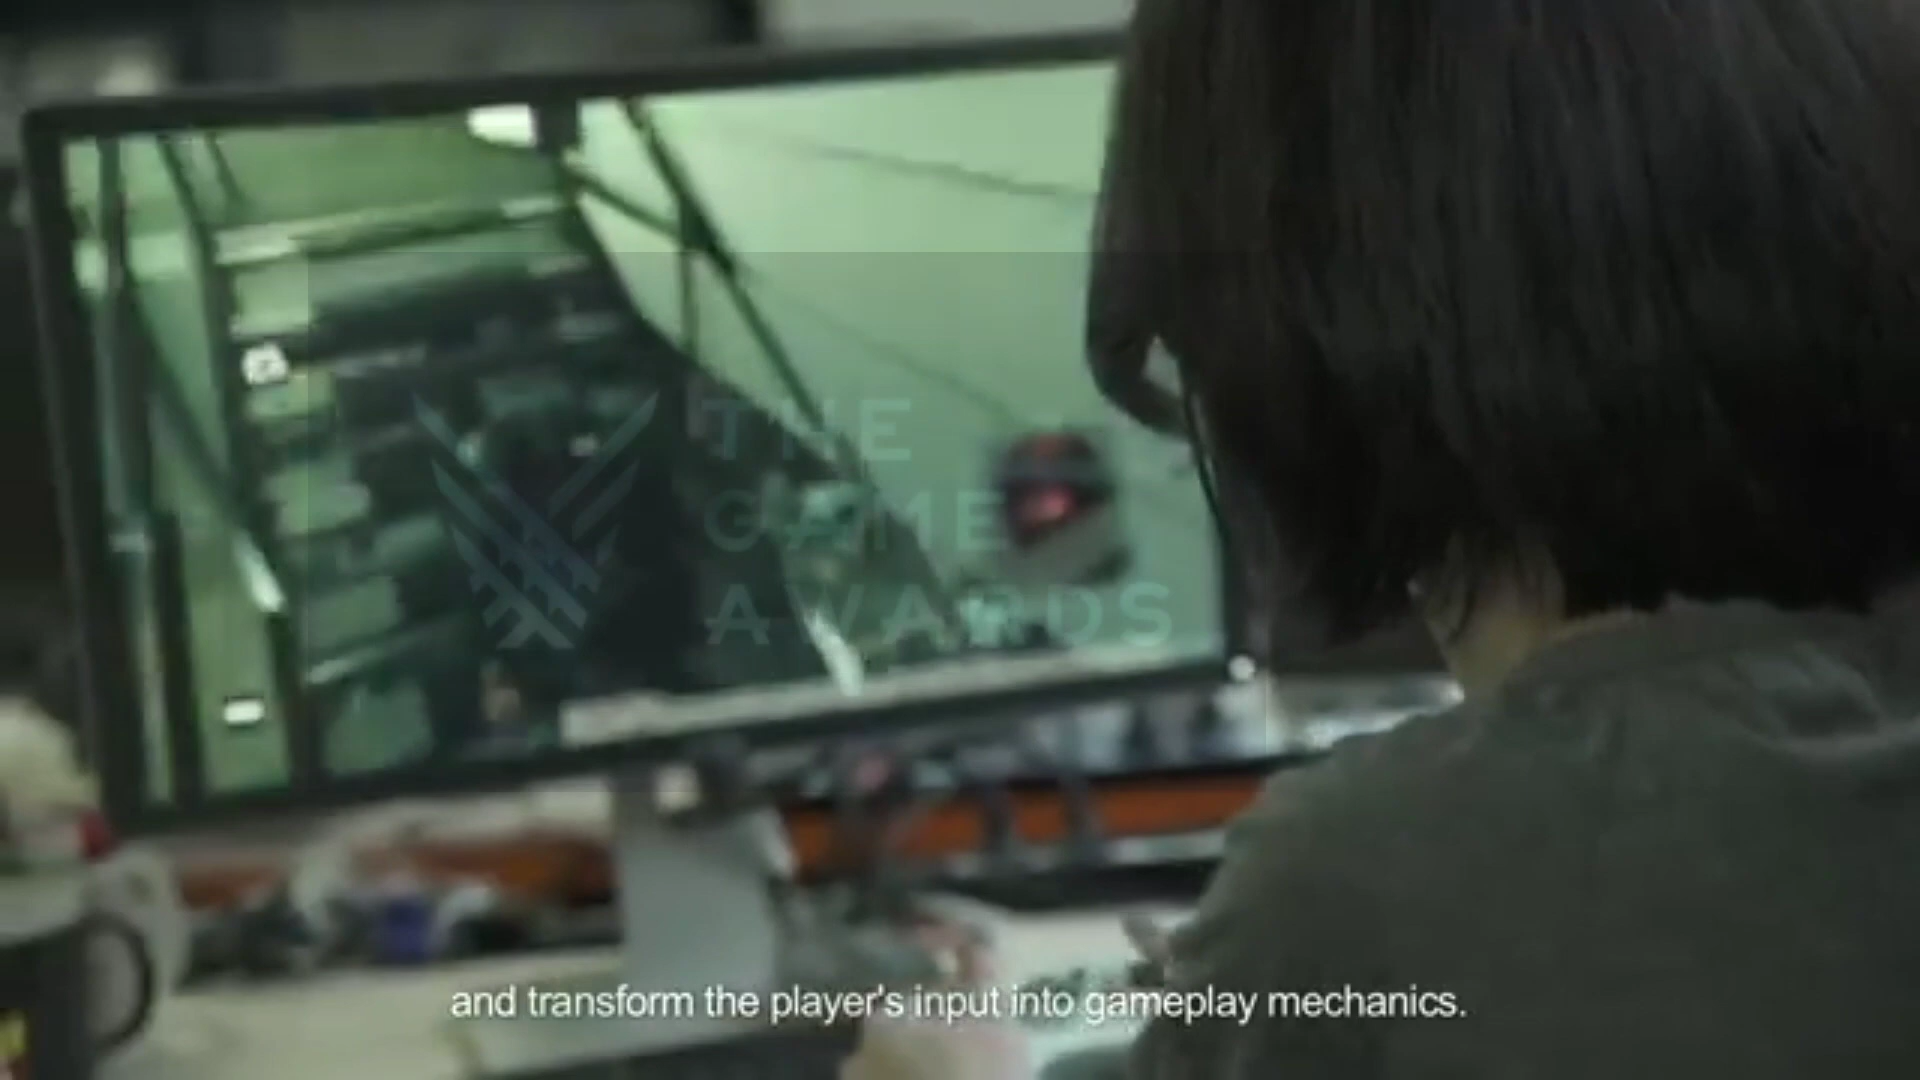 THE
GAME
AWARDS
and transform the player's input into gameplay mechanics.